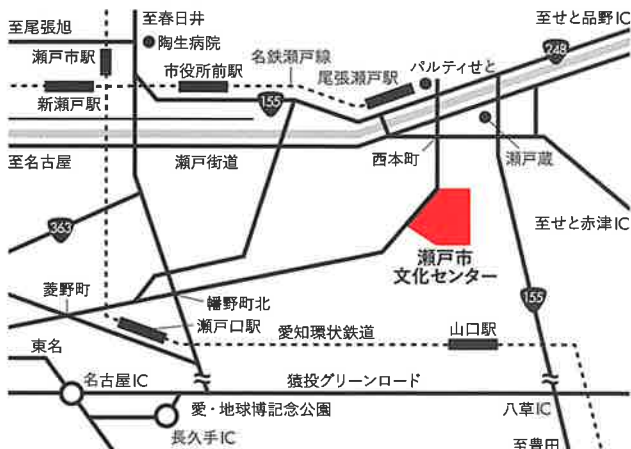 至春日井
至せと品野IC
至尾張旭
陶生病院
248
瀬戸市駅
市役所前駅
名鉄瀬戸線
尾張瀬戸駅
パルティせと
新瀬戸駅
155
至名古屋
瀬戸街道
西本町
瀬戸蔵
363
至せと赤津IC
瀬戸市
文化センター
菱野町
幡野町北
155
瀬戸口駅
愛知環状鉄道
山口駅
東名
名古屋IC
猿投グリーンロード
愛・地球博記念公園
八草IC
長久手IC
至豊田